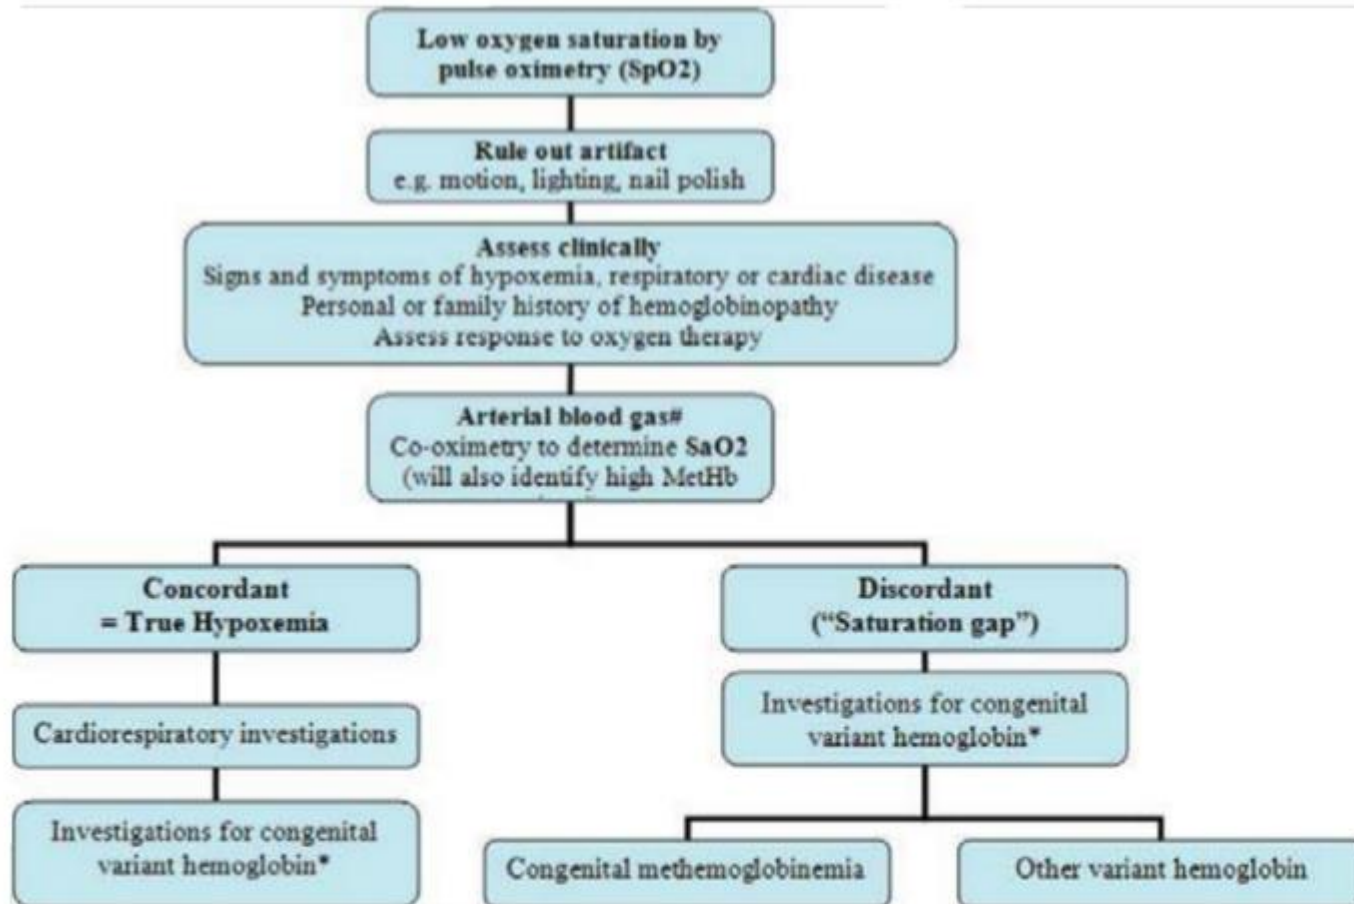 Low oxygen saturation by
pulse oximetry (SpO2)
Rule out artifact
e.g. motion, lighting, nail polish
Assess clinically
Signs and symptoms of hypoxemia, respiratory or cardiac disease
Personal or family history of hemoglobinopathy
Assess response to oxygen therapy
Arterial blood gas#
Co-oximetry to determine SaO2
(will also identify high MetHb
Concordant
= True Hypoxemia
Cardiorespiratory investigations
Investigations for congenital
variant hemoglobin*
Discordant
(“Saturation gap”)
Investigations for congenital
variant hemoglobin*
Congenital methemoglobinemia
Other variant hemoglobin